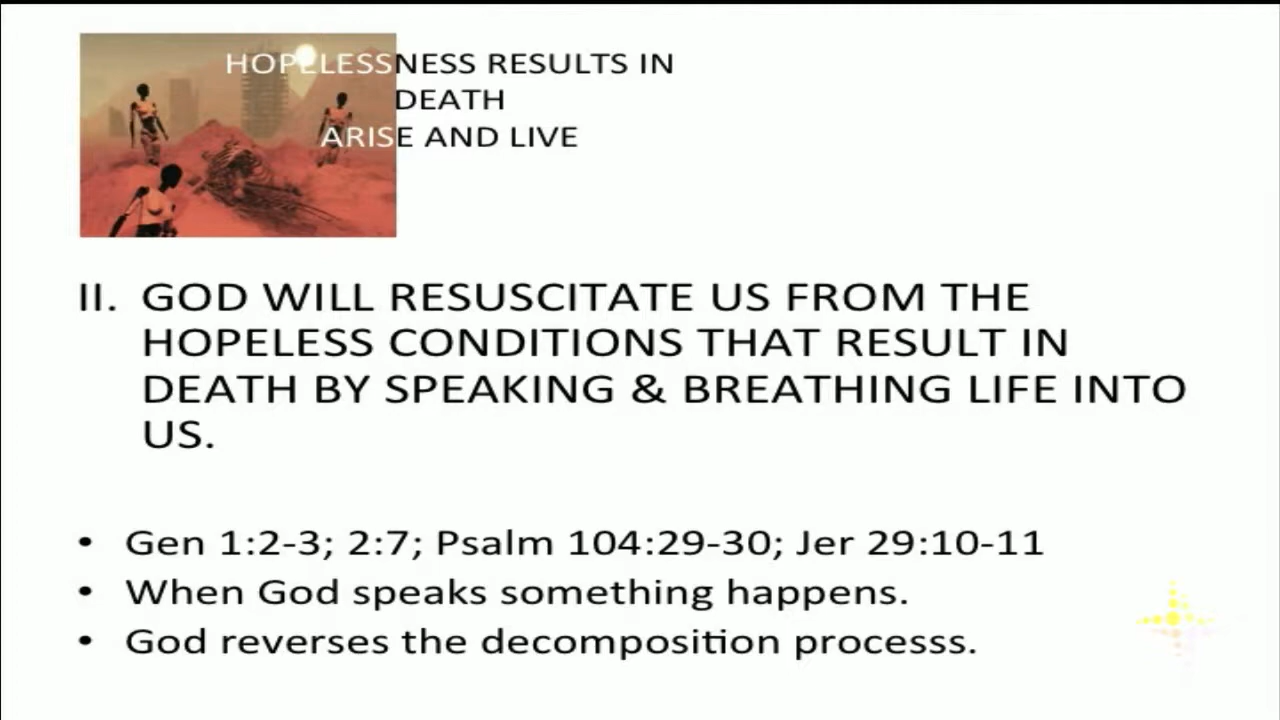 HOPELESSNESS RESULTS IN
DEATH
ARISE AND LIVE
II. GOD WILL RESUSCITATE US FROM THE
HOPELESS CONDITIONS THAT RESULT IN
DEATH BY SPEAKING & BREATHING LIFE INTO
US.
• Gen 1:2-3; 2:7; Psalm 104:29-30; Jer 29:10-11
• When God speaks something happens.
• God reverses the decomposition processs.